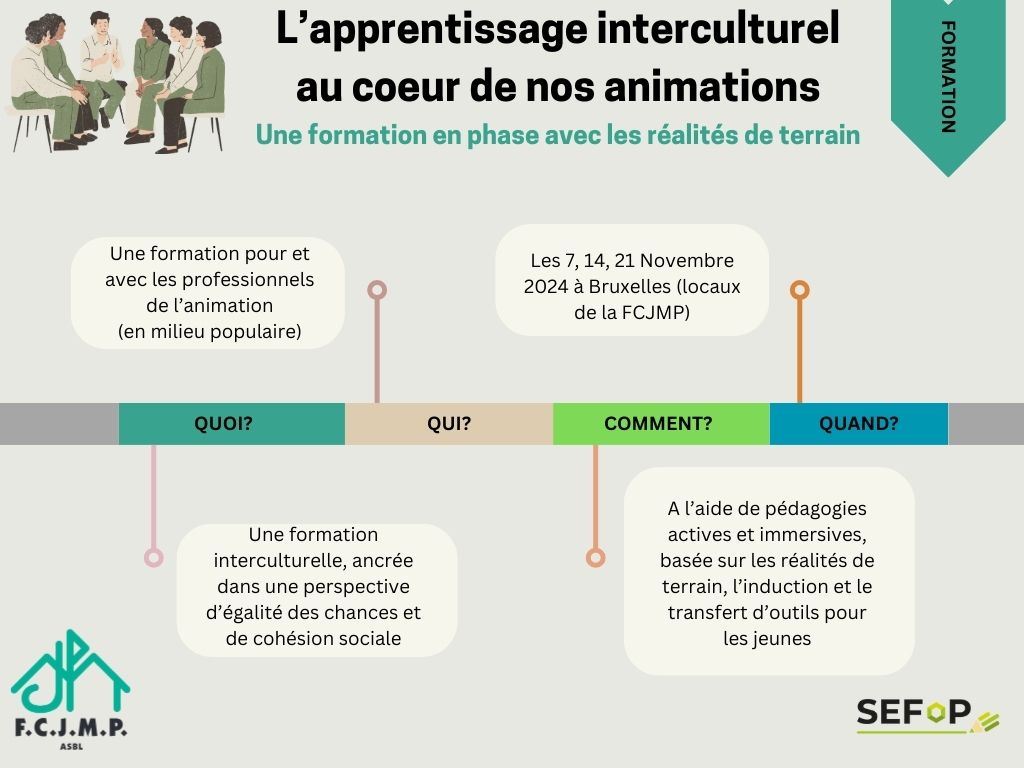 L’apprentissage interculturel
au coeur de nos animations
Une formation en phase avec les réalités de terrain
FORMATION
Une formation pour et
avec les professionnels
de l’animation
(en milieu populaire)
Les 7, 14, 21 Novembre
2024 à Bruxelles (locaux
de la FCJMP)
QUOI?
QUI?
COMMENT?
QUAND?
Une formation
interculturelle, ancrée
dans une perspective
d’égalité des chances et
de cohésion sociale
A l’aide de pédagogies
actives et immersives,
basée sur les réalités de
terrain, l’induction et le
transfert d’outils pour
les jeunes
F.C.J.M.P.
ASBL
SEFOP